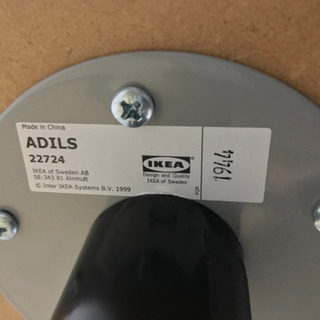 Made in China
ADILS
22724
IKEA of Sweden AB
SE-343 81 Älmhult
© Inter IKEA Systems B.V. 1999
IKEA
Design and Quality
IKEA of Sweden